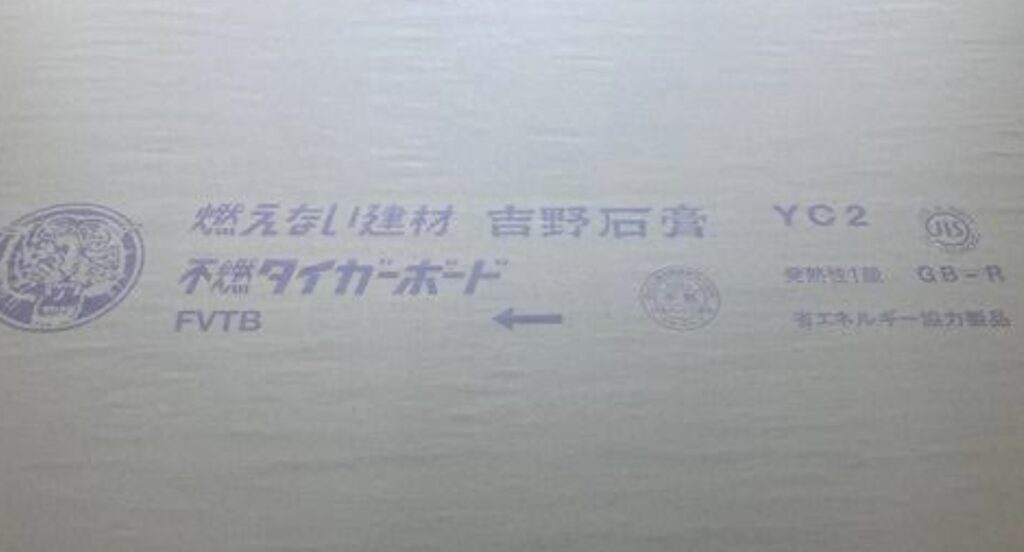 燃えない建材 吉野石膏 YC2 JIS
不燃タイガーボード 発熱性1級 GB-R
FVTB ← 省エネルギー協力製品